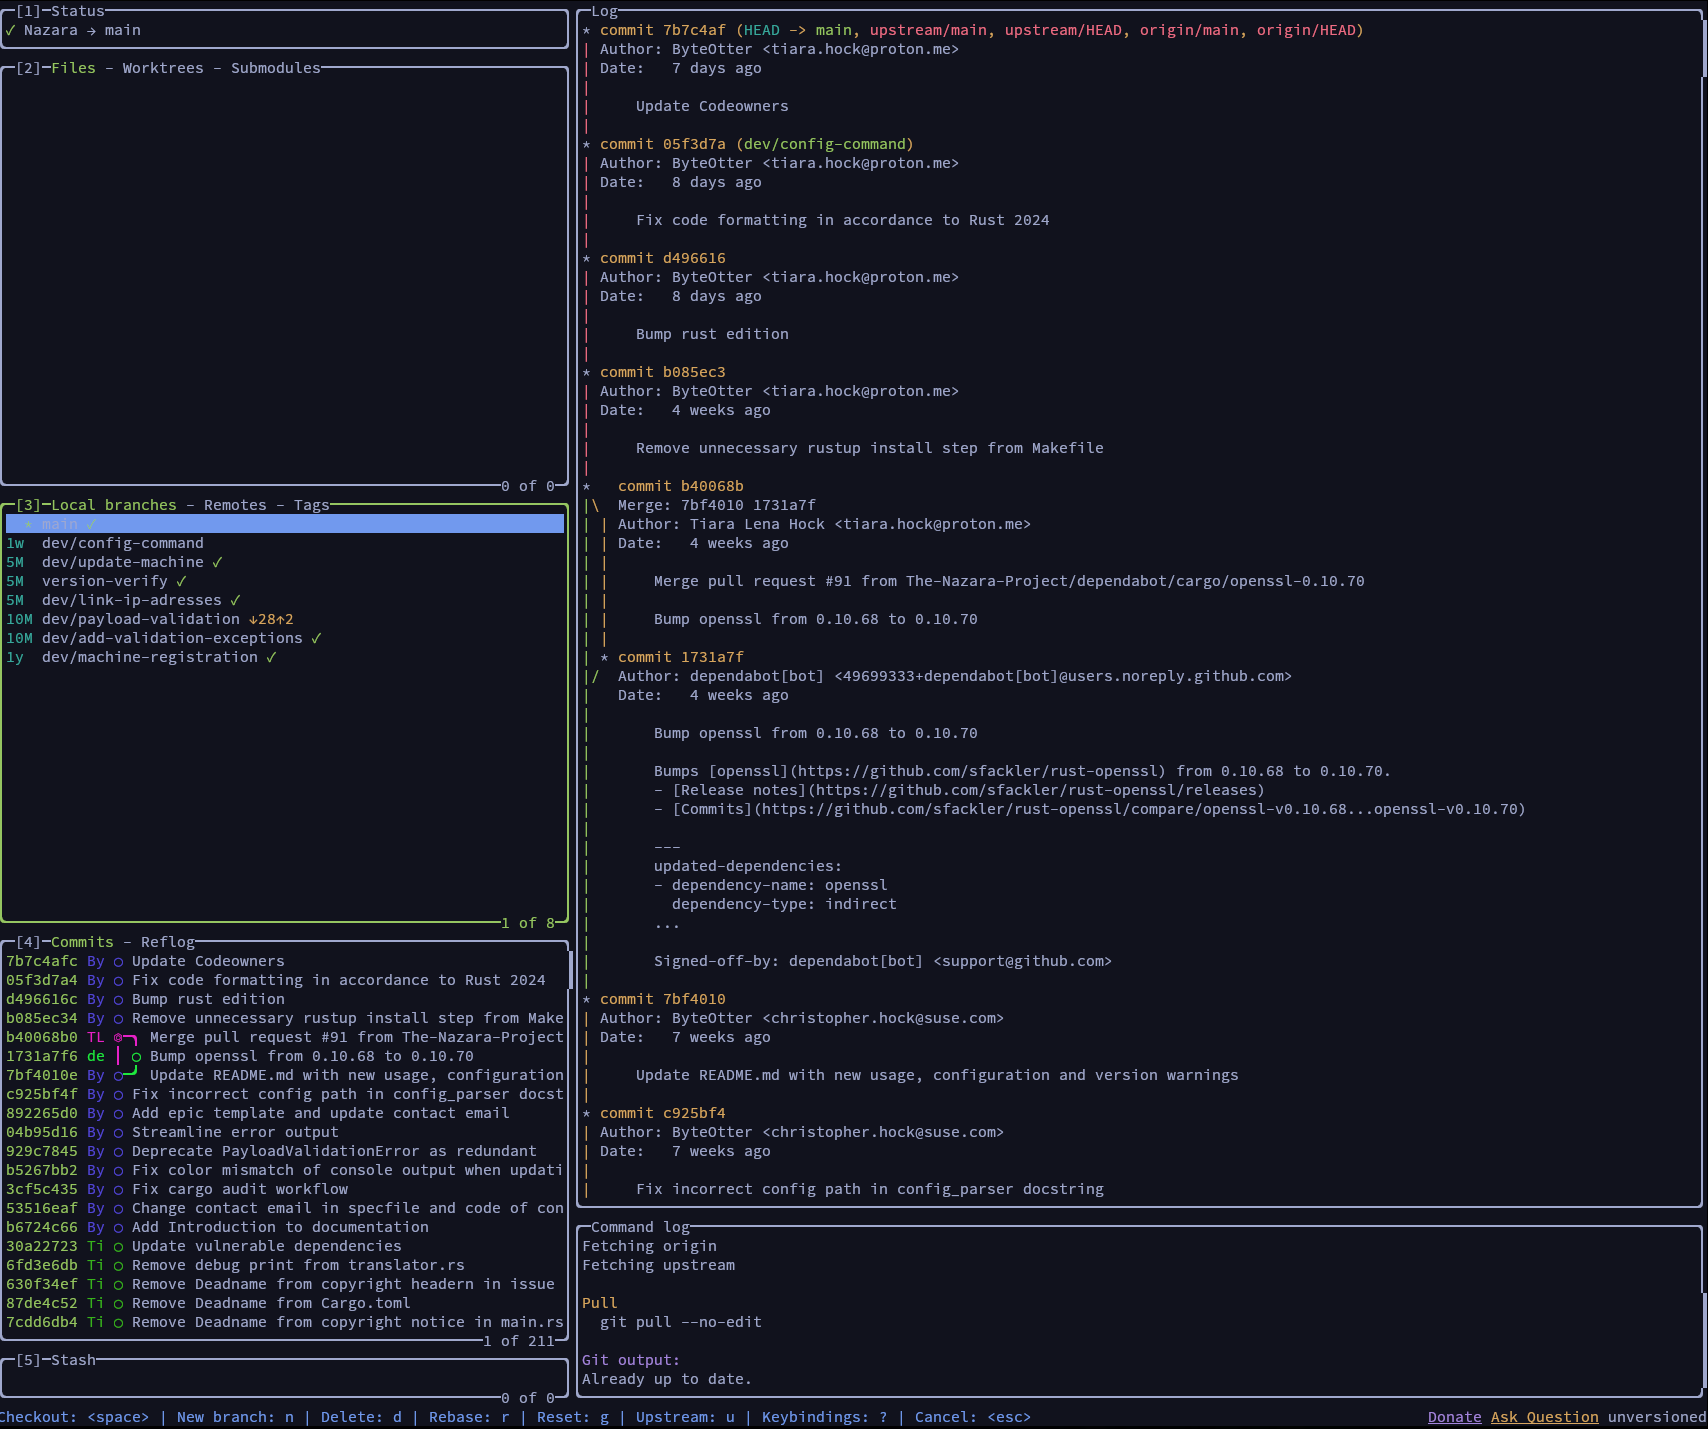 [1] Status
✓ Nazara → main
[2] Files - Worktrees - Submodules
0 of 0
[3] Local branches - Remotes - Tags
* main ✓
1w dev/config-command
5M dev/update-machine ✓
5M version-verify ✓
5M dev/link-ip-adresses ✓
10M dev/payload-validation ↓28↑2
10M dev/add-validation-exceptions ✓
1y dev/machine-registration ✓
1 of 8
[4] Commits - Reflog
7b7c4afc By ○ Update Codeowners
05f3d7a4 By ○ Fix code formatting in accordance to Rust 2024
d496616c By ○ Bump rust edition
b085ec34 By ○ Remove unnecessary rustup install step from Make
b40068b0 TL Merge pull request #91 from The-Nazara-Project
1731a7f6 de │ ○ Bump openssl from 0.10.68 to 0.10.70
7bf4010e By ○ Update README.md with new usage, configuration
c925bf4f By ○ Fix incorrect config path in config_parser docst
892265d0 By ○ Add epic template and update contact email
04b95d16 By ○ Streamline error output
929c7845 By ○ Deprecate PayloadValidationError as redundant
b5267bb2 By ○ Fix color mismatch of console output when updati
3cf5c435 By ○ Fix cargo audit workflow
53516eaf By ○ Change contact email in specfile and code of con
b6724c66 By ○ Add Introduction to documentation
30a22723 Ti ○ Update vulnerable dependencies
6fd3e6db Ti ○ Remove debug print from translator.rs
630f34ef Ti ○ Remove Deadname from copyright headern in issue
87de4c52 Ti ○ Remove Deadname from Cargo.toml
7cdd6db4 Ti ○ Remove Deadname from copyright notice in main.rs
1 of 211
[5] Stash
0 of 0
Log
* commit 7b7c4af (HEAD -> main, upstream/main, upstream/HEAD, origin/main, origin/HEAD)
| Author: ByteOtter <tiara.hock@proton.me>
| Date: 7 days ago
|
| Update Codeowners
|
* commit 05f3d7a (dev/config-command)
| Author: ByteOtter <tiara.hock@proton.me>
| Date: 8 days ago
|
| Fix code formatting in accordance to Rust 2024
|
* commit d496616
| Author: ByteOtter <tiara.hock@proton.me>
| Date: 8 days ago
|
| Bump rust edition
|
* commit b085ec3
| Author: ByteOtter <tiara.hock@proton.me>
| Date: 4 weeks ago
|
| Remove unnecessary rustup install step from Makefile
|
* commit b40068b
|\ Merge: 7bf4010 1731a7f
| | Author: Tiara Lena Hock <tiara.hock@proton.me>
| | Date: 4 weeks ago
| |
| | Merge pull request #91 from The-Nazara-Project/dependabot/cargo/openssl-0.10.70
| |
| | Bump openssl from 0.10.68 to 0.10.70
| |
| * commit 1731a7f
|/ Author: dependabot[bot] <49699333+dependabot[bot]@users.noreply.github.com>
| Date: 4 weeks ago
|
| Bump openssl from 0.10.68 to 0.10.70
|
| Bumps [openssl](https://github.com/sfackler/rust-openssl) from 0.10.68 to 0.10.70.
| - [Release notes](https://github.com/sfackler/rust-openssl/releases)
| - [Commits](https://github.com/sfackler/rust-openssl/compare/openssl-v0.10.68...openssl-v0.10.70)
|
| ---
| updated-dependencies:
| - dependency-name: openssl
| dependency-type: indirect
| ...
|
| Signed-off-by: dependabot[bot] <support@github.com>
|
* commit 7bf4010
| Author: ByteOtter <christopher.hock@suse.com>
| Date: 7 weeks ago
|
| Update README.md with new usage, configuration and version warnings
|
* commit c925bf4
| Author: ByteOtter <christopher.hock@suse.com>
| Date: 7 weeks ago
|
| Fix incorrect config path in config_parser docstring
Command log
Fetching origin
Fetching upstream
Pull
git pull --no-edit
Git output:
Already up to date.
Checkout: <space> | New branch: n | Delete: d | Rebase: r | Reset: g | Upstream: u | Keybindings: ? | Cancel: <esc>
Donate Ask Question unversioned